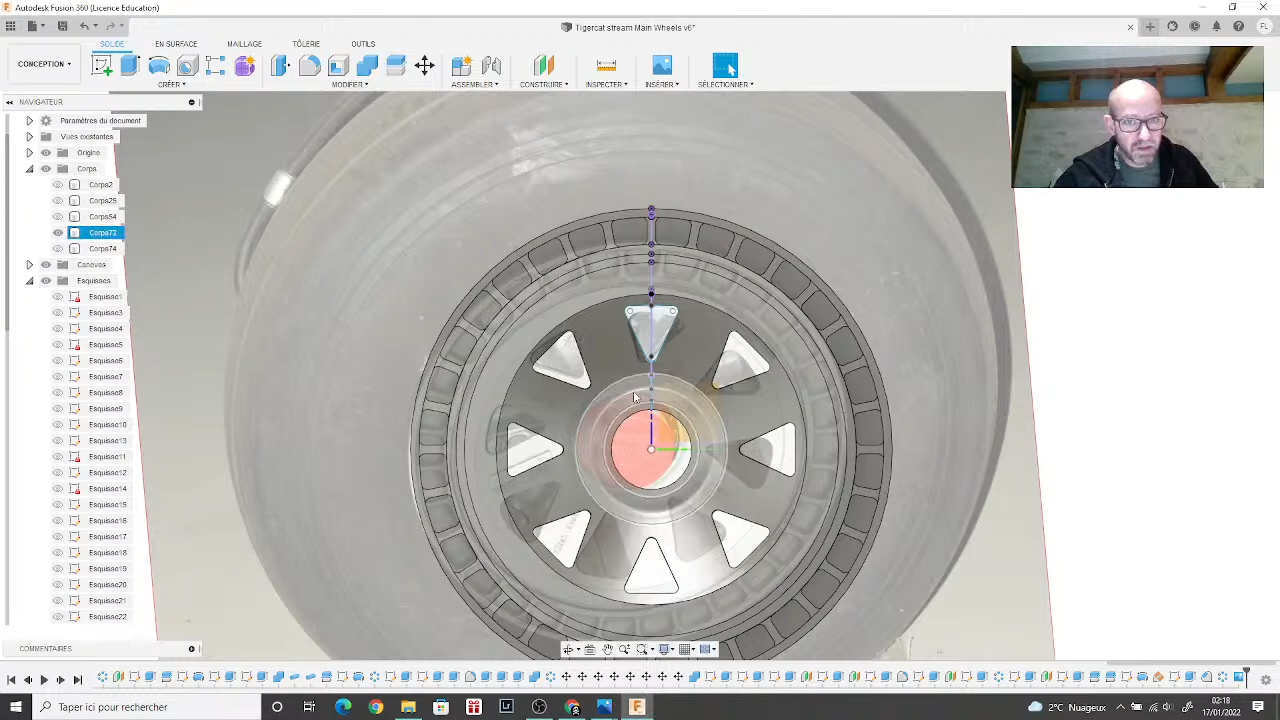 Autodesk Fusion 360 (Licence Education)
Tigercat stream Main Wheels v6*
FL
SOLIDE
EN SURFACE
MAILLAGE
TÔLERIE
OUTILS
CONCEPTION
CRÉER
MODIFIER
ASSEMBLER
CONSTRUIRE
INSPECTER
INSÉRER
SÉLECTIONNER
NAVIGATEUR
Paramètres du document
Vues existantes
Origine
Corps
Corps2
Corps25
Corps54
Corps72
Corps74
Canevas
Esquisses
Esquisse1
Esquisse3
Esquisse4
Esquisse5
Esquisse6
Esquisse7
Esquisse8
Esquisse9
Esquisse10
Esquisse13
Esquisse11
Esquisse12
Esquisse14
Esquisse15
Esquisse16
Esquisse17
Esquisse18
Esquisse19
Esquisse20
Esquisse21
Esquisse22
COMMENTAIRES
Taper ici pour rechercher
2°C Nuageux
02:18
17/01/2022